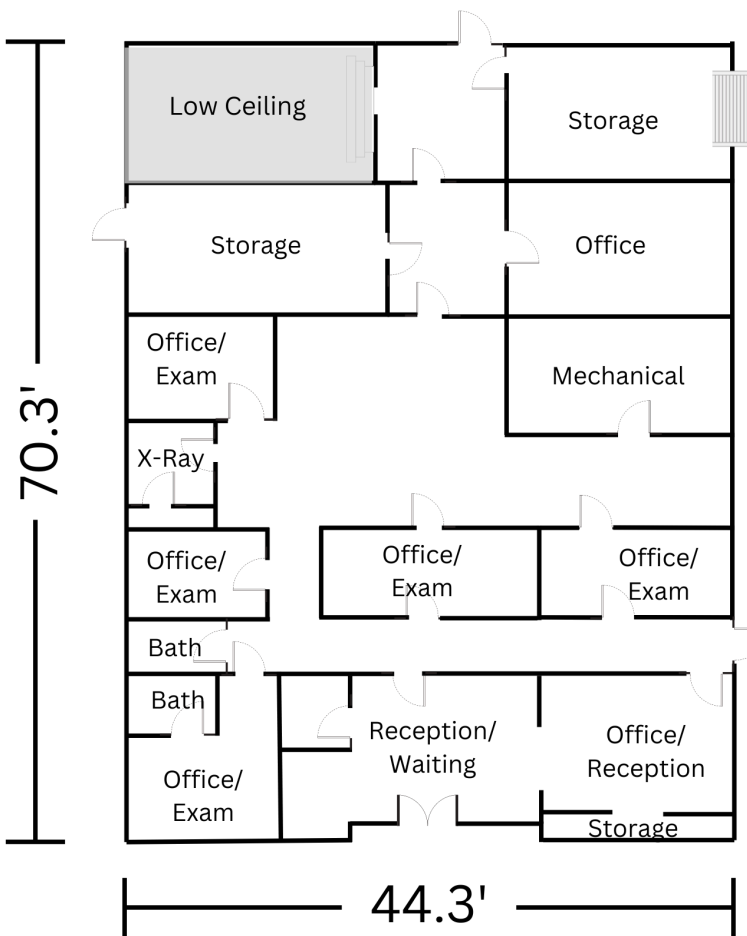 Low Ceiling
Storage
Storage
Office
Office/
Exam
Mechanical
X-Ray
70.3'
Office/
Exam
Office/
Exam
Office/
Exam
Bath
Bath
Reception/
Waiting
Office/
Reception
Office/
Exam
Storage
44.3'